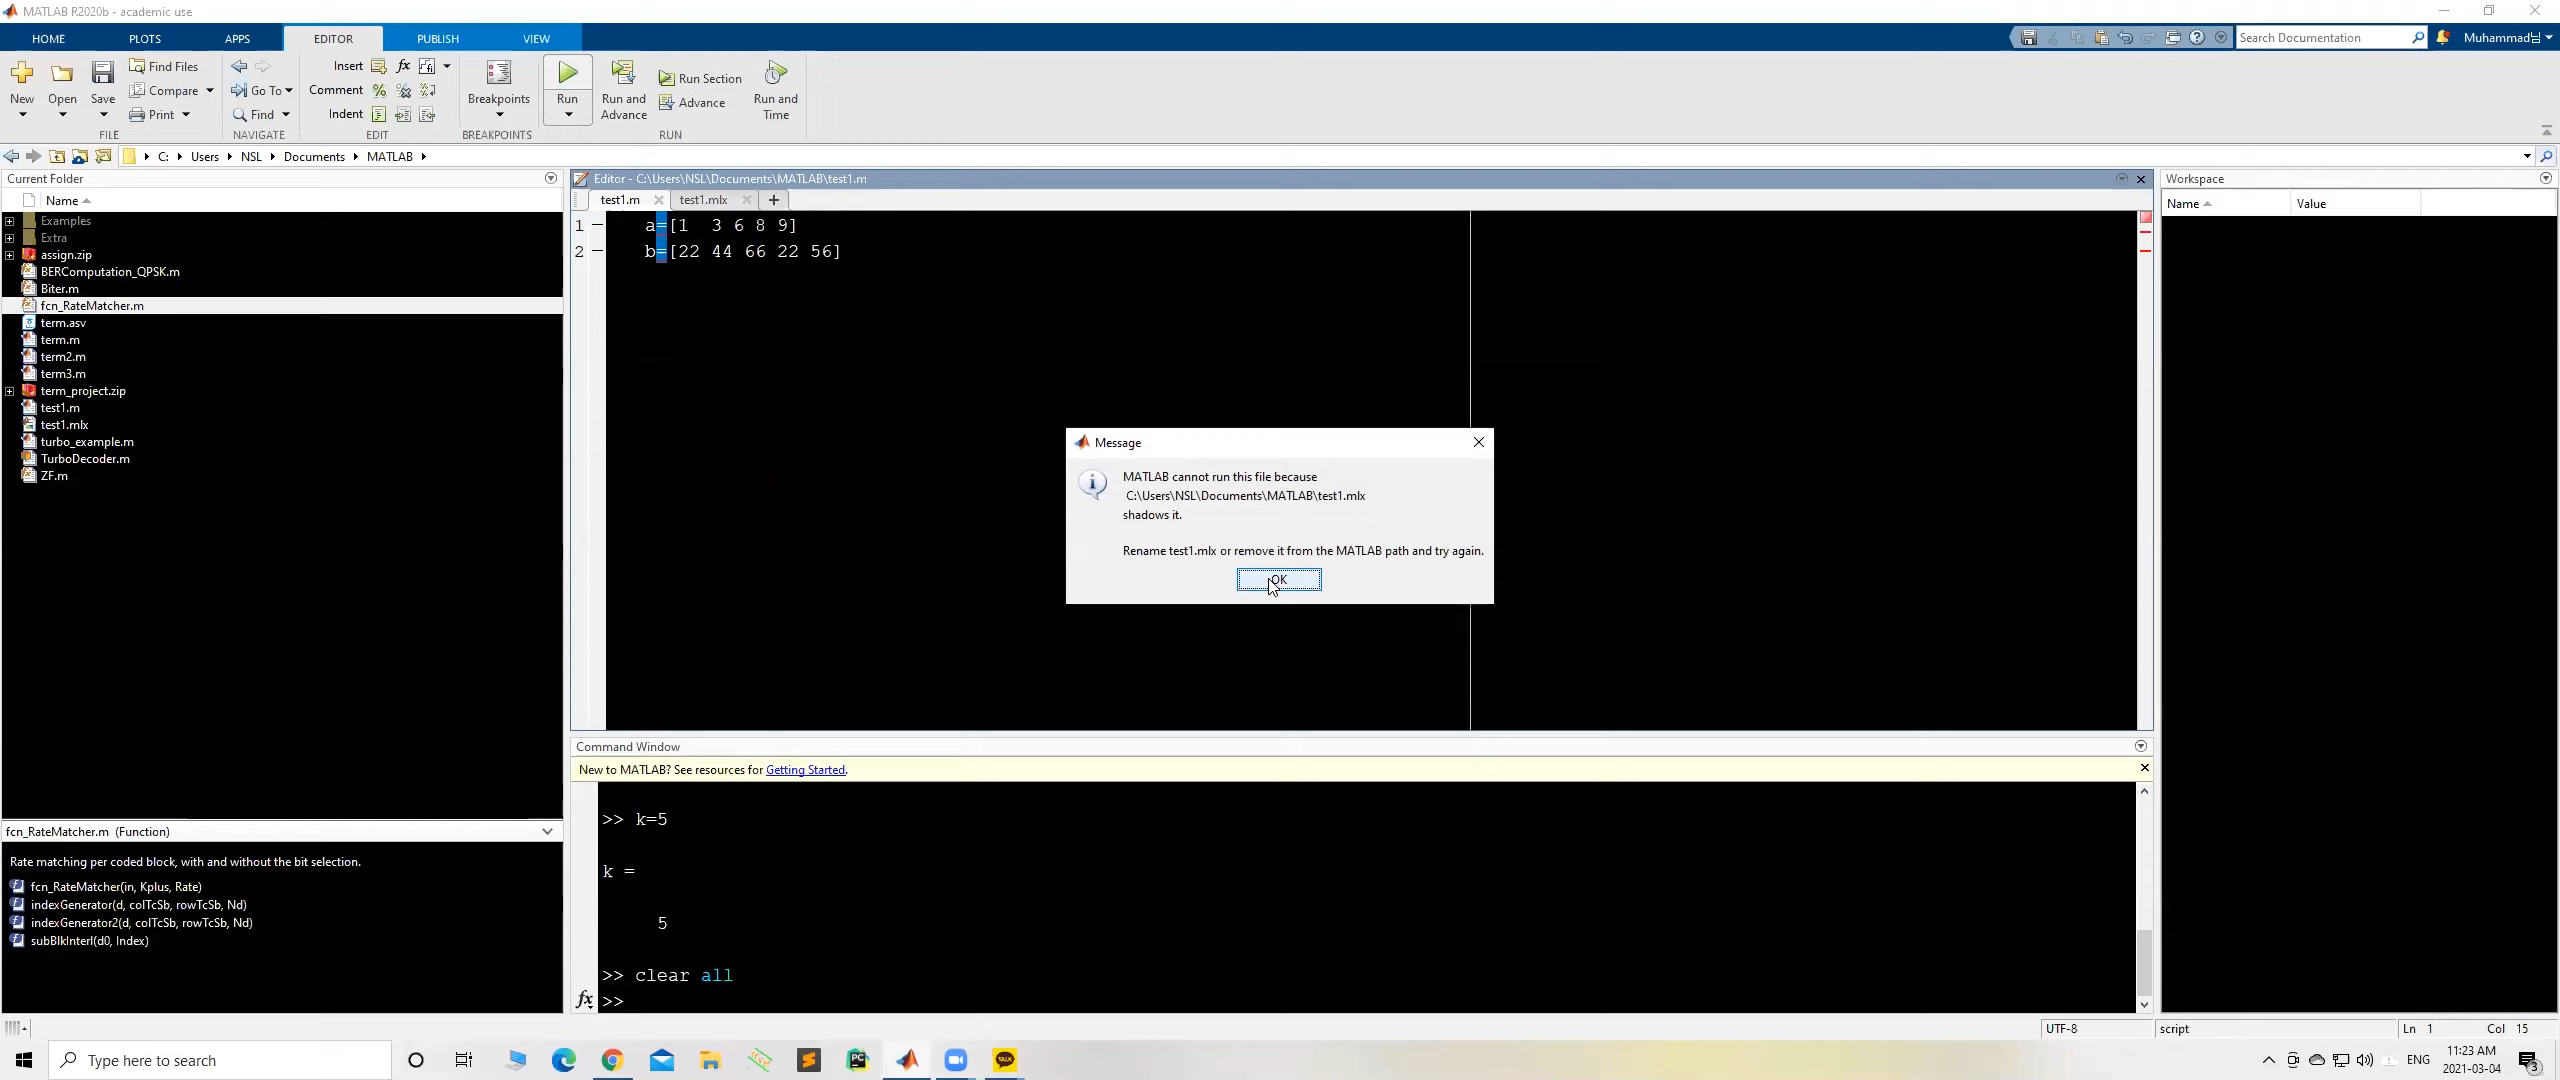 MATLAB R2020b - academic use
HOME
PLOTS
APPS
EDITOR
PUBLISH
VIEW
Search Documentation
Muhammad
New
Open
Save
Find Files
Compare
Print
FILE
Go To
Find
NAVIGATE
Insert
fx
Comment
Indent
EDIT
Breakpoints
BREAKPOINTS
Run
Run and
Advance
Run Section
Advance
Run and
Time
RUN
C:
Users
NSL
Documents
MATLAB
Current Folder
Name
Examples
Extra
assign.zip
BERComputation_QPSK.m
Biter.m
fcn_RateMatcher.m
term.asv
term.m
term2.m
term3.m
term_project.zip
test1.m
test1.mlx
turbo_example.m
TurboDecoder.m
ZF.m
fcn_RateMatcher.m (Function)
Rate matching per coded block, with and without the bit selection.
fcn_RateMatcher(in, Kplus, Rate)
indexGenerator(d, colTcSb, rowTcSb, Nd)
indexGenerator2(d, colTcSb, rowTcSb, Nd)
subBlkInterl(d0, Index)
Editor - C:\Users\NSL\Documents\MATLAB\test1.m
test1.m
test1.mlx
1 a=[1 3 6 8 9]
2 b=[22 44 66 22 56]
Message
MATLAB cannot run this file because
C:\Users\NSL\Documents\MATLAB\test1.mlx
shadows it.
Rename test1.mlx or remove it from the MATLAB path and try again.
OK
Command Window
New to MATLAB? See resources for Getting Started.
>> k=5
k =
5
>> clear all
fx >>
Workspace
Name
Value
UTF-8
script
Ln 1
Col 15
Type here to search
PC
TALK
ENG
11:23 AM
2021-03-04
3